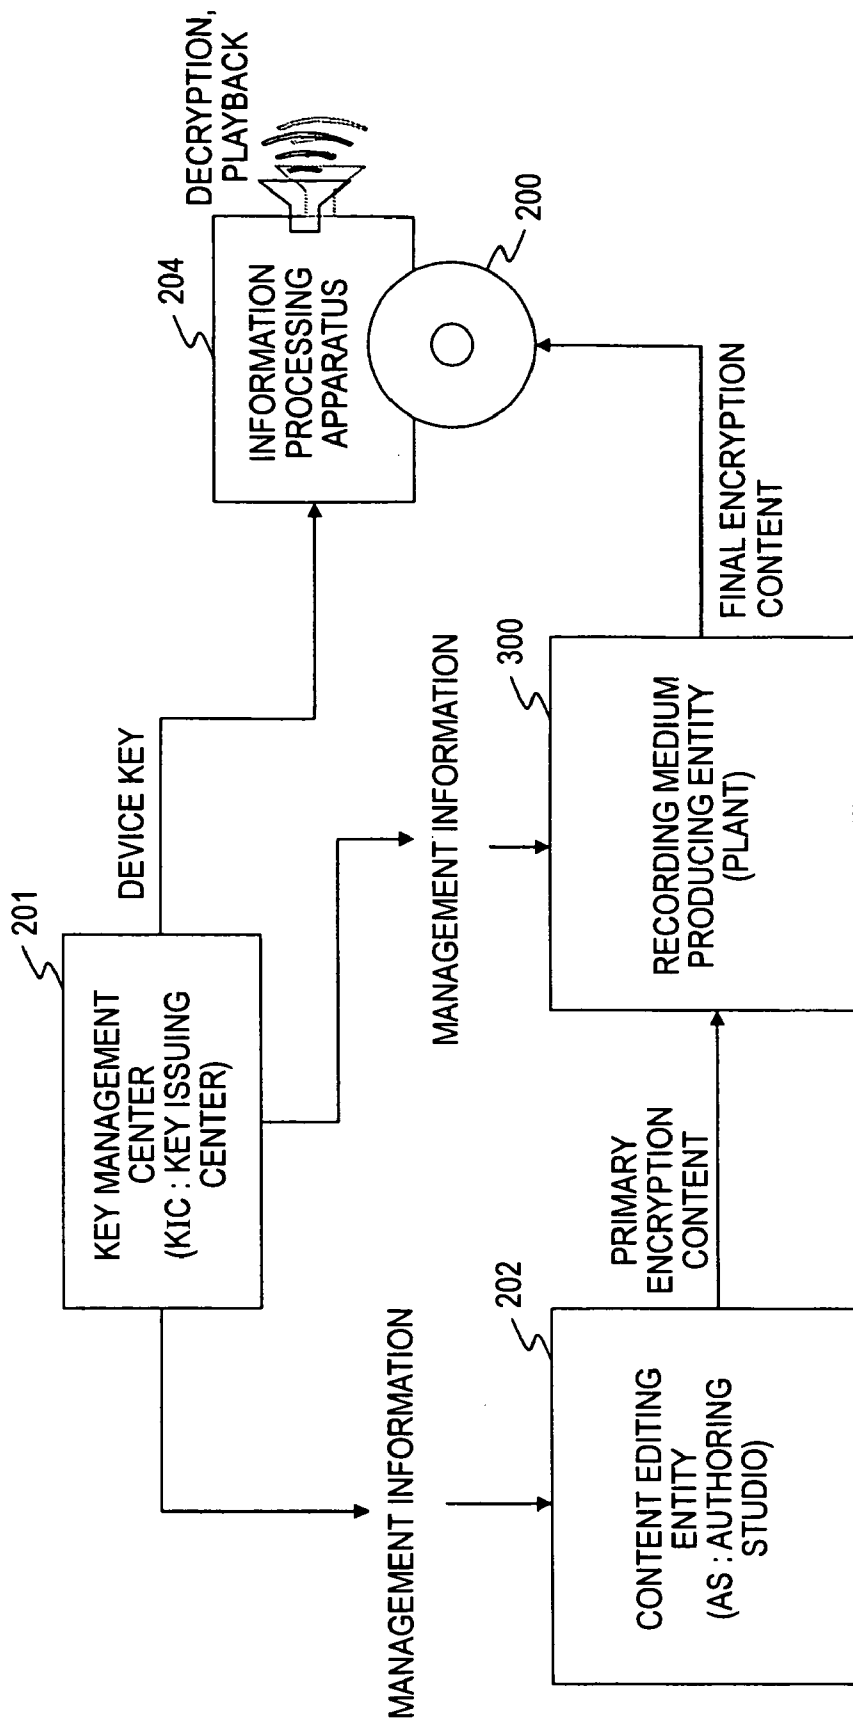 201
KEY MANAGEMENT
CENTER
(KIC : KEY ISSUING
CENTER)
DEVICE KEY
204
INFORMATION
PROCESSING
APPARATUS
DECRYPTION,
PLAYBACK
200
MANAGEMENT INFORMATION
MANAGEMENT INFORMATION
202
CONTENT EDITING
ENTITY
(AS : AUTHORING
STUDIO)
PRIMARY
ENCRYPTION
CONTENT
300
RECORDING MEDIUM
PRODUCING ENTITY
(PLANT)
FINAL ENCRYPTION
CONTENT